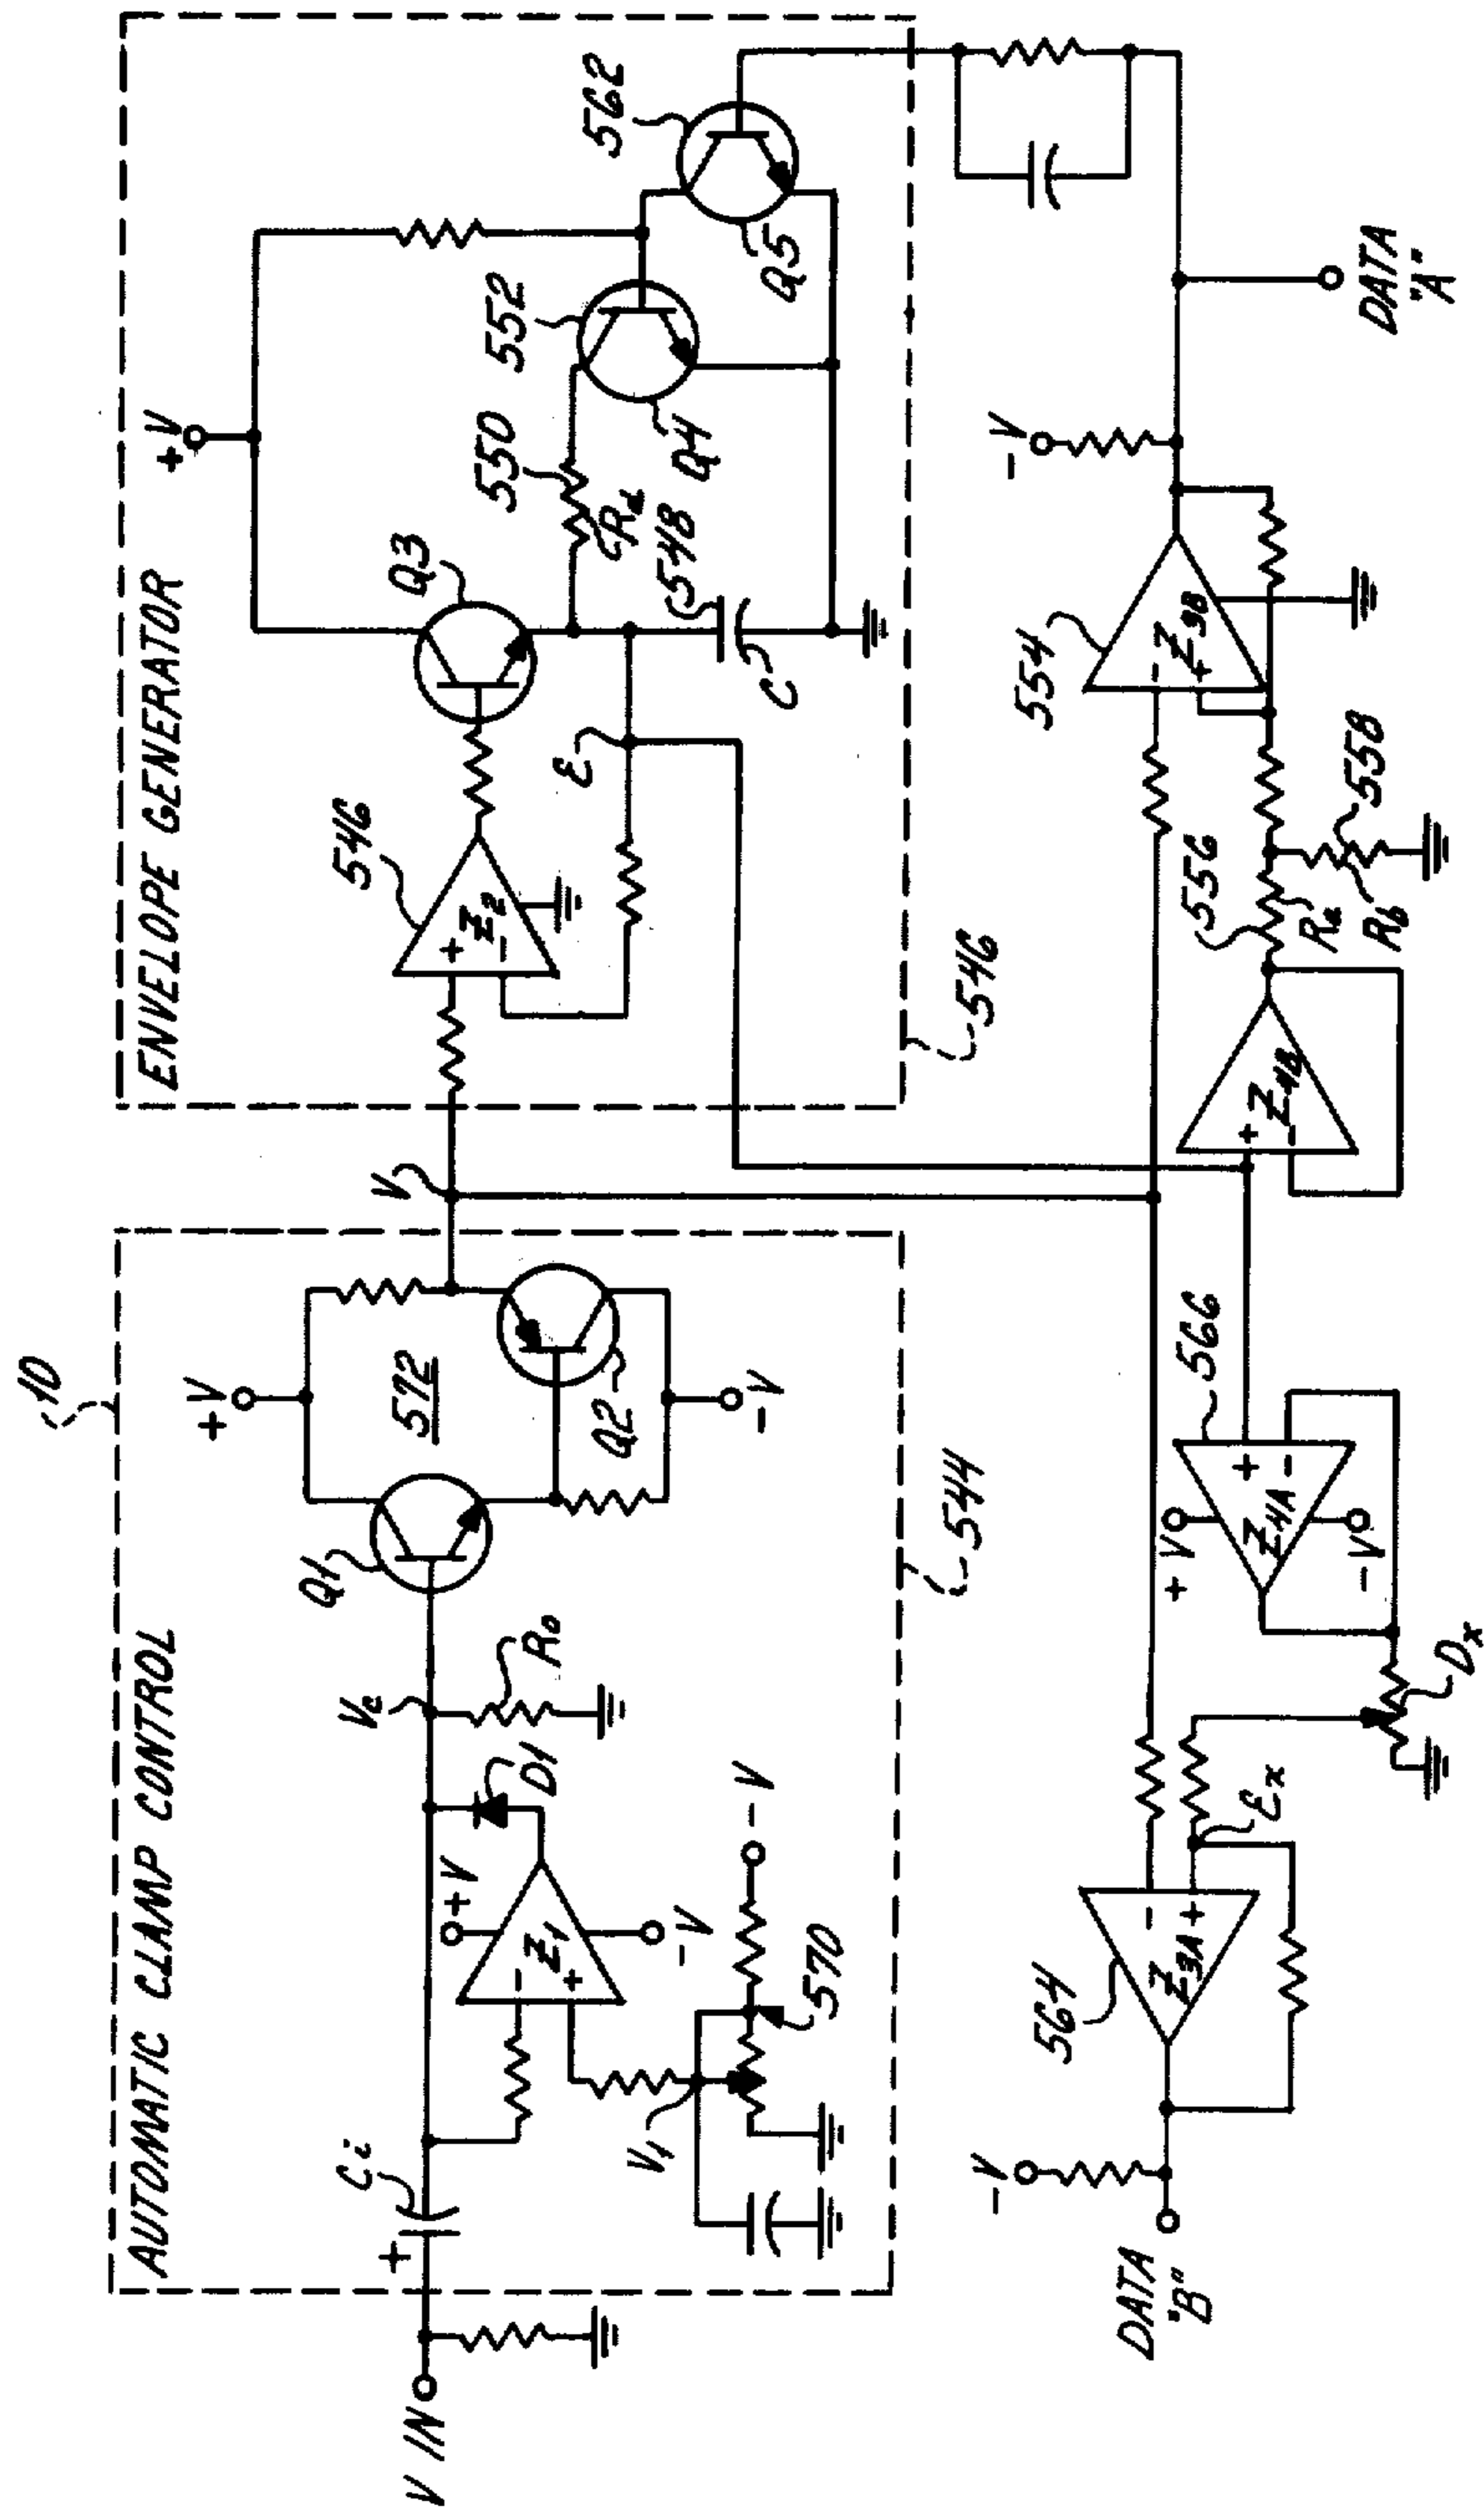 10
AUTOMATIC CLAMP CONTROL
ENVELOPE GENERATOR
V IN
+
Ci
Z1
-
+
+V
-V
D1
Ve
Ro
V1
570
-V
Q1
+V
572
Q2
-V
544
V
546
Z2
+
-
Q3
+V
E
C
548
550
Rd
552
Q4
562
Q5
546
DATA
"B"
-V
564
Z3A
-
+
Ex
Dx
+V
Z4A
+
-
-V
566
Z4B
+
-
556
Ra
Rb
558
554
Z3B
-
+
-V
DATA
"A"